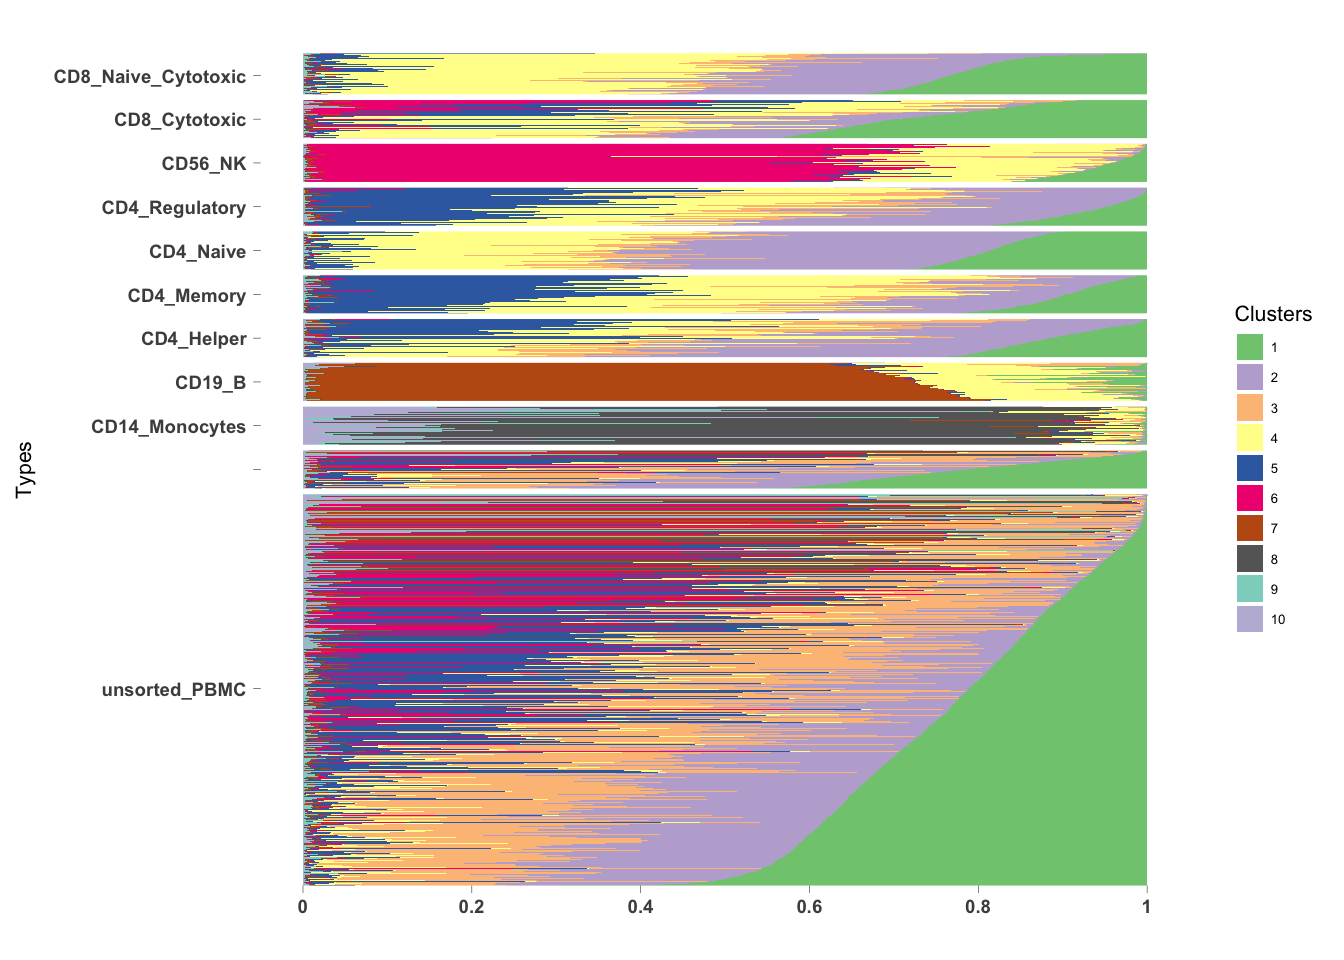 CD8_Naive_Cytotoxic
CD8_Cytotoxic
CD56_NK
CD4_Regulatory
CD4_Naive
CD4_Memory
CD4_Helper
CD19_B
CD14_Monocytes
unsorted_PBMC
Types
0 0.2 0.4 0.6 0.8 1
Clusters
1
2
3
4
5
6
7
8
9
10